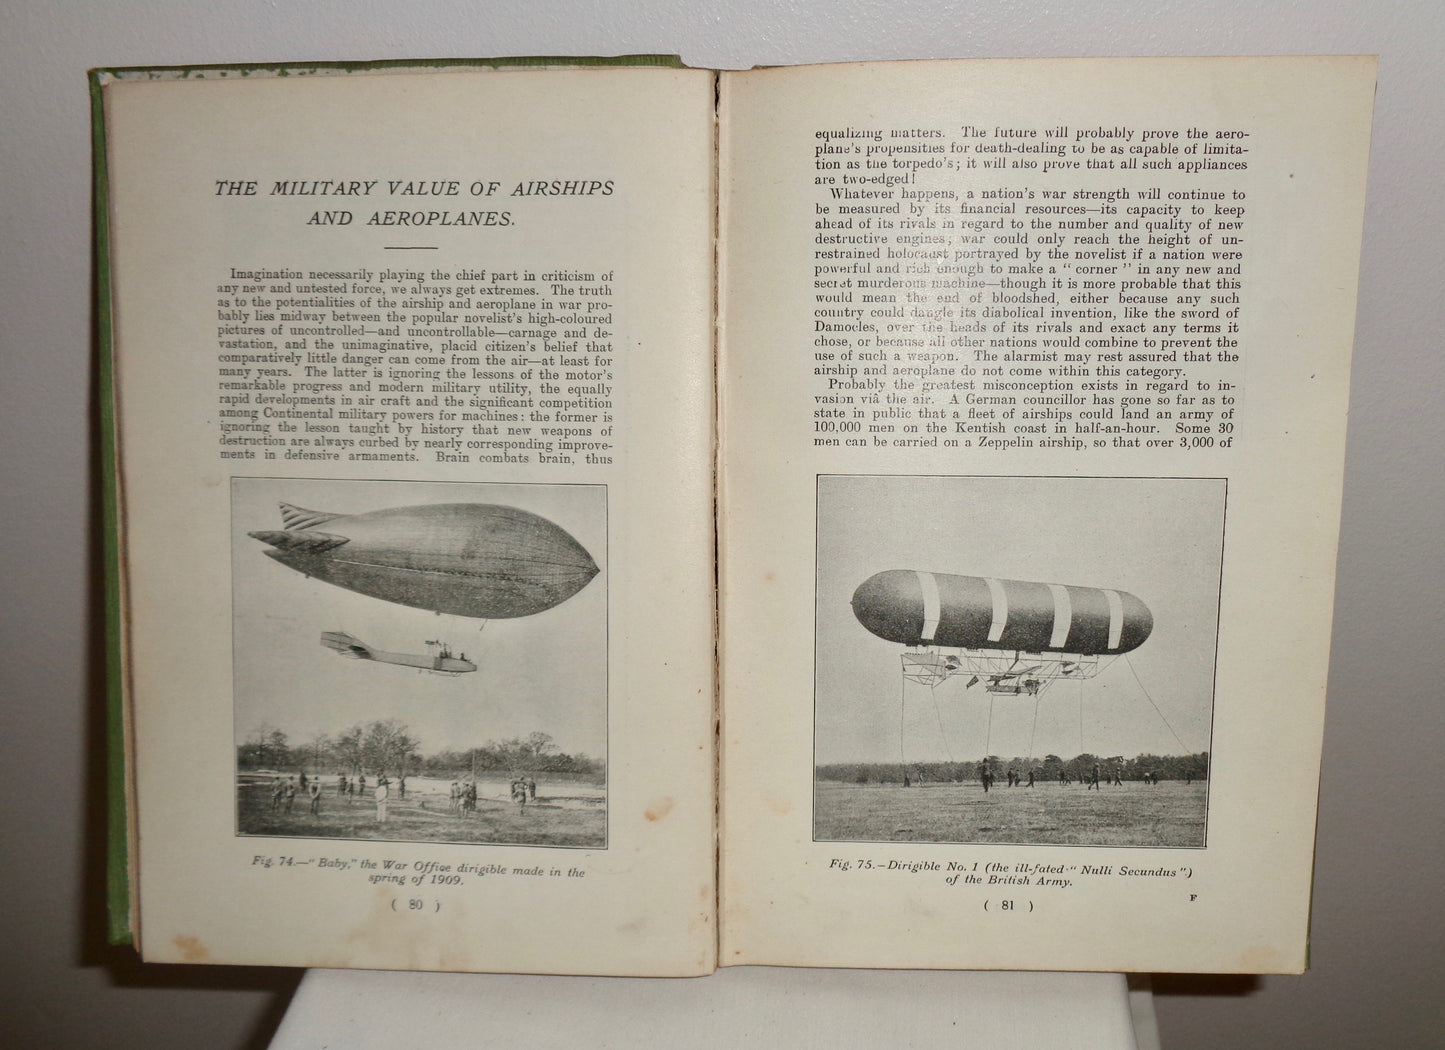 THE MILITARY VALUE OF AIRSHIPS
AND AEROPLANES.
Imagination necessarily playing the chief part in criticism of
any new and untested force, we always get extremes. The truth
as to the potentialities of the airship and aeroplane in war pro-
bably lies midway between the popular novelist's high-coloured
pictures of uncontrolled—and uncontrollable—carnage and de-
vastation, and the unimaginative, placid citizen's belief that
comparatively little danger can come from the air—at least for
many years. The latter is ignoring the lessons of the motor's
remarkable progress and modern military utility, the equally
rapid developments in air craft and the significant competition
among Continental military powers for machines: the former is
ignoring the lesson taught by history that new weapons of
destruction are always curbed by nearly corresponding improve-
ments in defensive armaments. Brain combats brain, thus
Fig. 74.—"Baby," the War Office dirigible made in the
spring of 1909.
( 80 )
equalizing matters. The future will probably prove the aero-
plane's propensities for death-dealing to be as capable of limita-
tion as the torpedo's; it will also prove that all such appliances
are two-edged!
Whatever happens, a nation's war strength will continue to
be measured by its financial resources—its capacity to keep
ahead of its rivals in regard to the number and quality of new
destructive engines; war could only reach the height of un-
restrained holocaust portrayed by the novelist if a nation were
powerful and rich enough to make a "corner" in any new and
secret murderous machine—though it is more probable that this
would mean the end of bloodshed, either because any such
country could dangle its diabolical invention, like the sword of
Damocles, over the heads of its rivals and exact any terms it
chose, or because all other nations would combine to prevent the
use of such a weapon. The alarmist may rest assured that the
airship and aeroplane do not come within this category.
Probably the greatest misconception exists in regard to in-
vasion viâ the air. A German councillor has gone so far as to
state in public that a fleet of airships could land an army of
100,000 men on the Kentish coast in half-an-hour. Some 30
men can be carried on a Zeppelin airship, so that over 3,000 of
Fig. 75.—Dirigible No. 1 (the ill-fated "Nulli Secundus")
of the British Army.
( 81 )
F